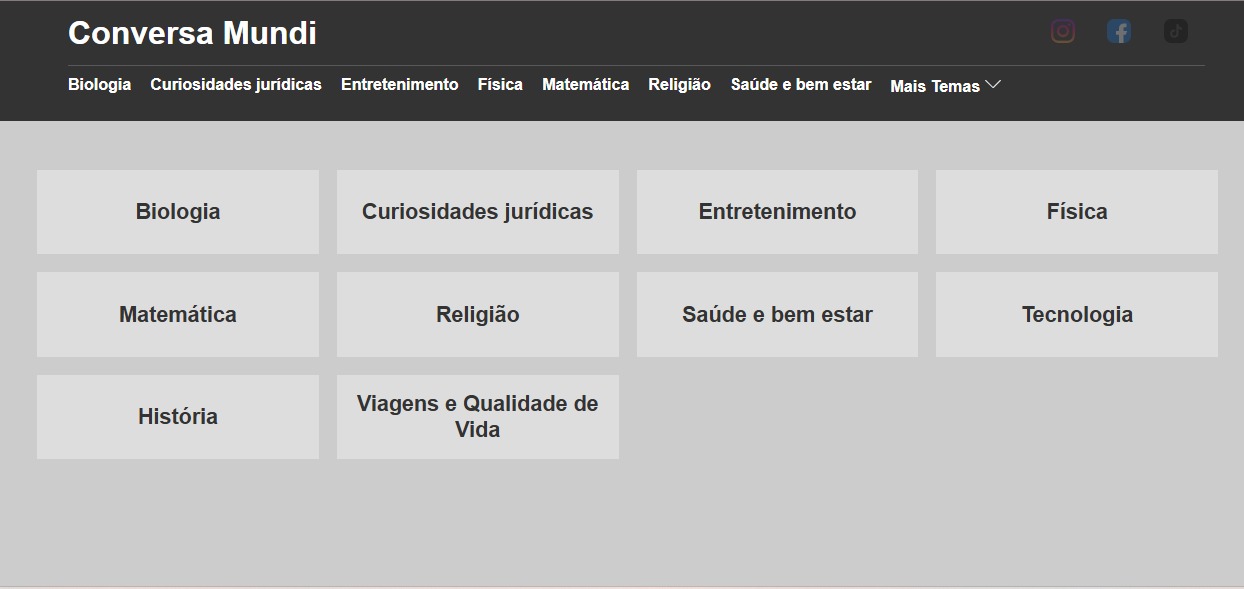 Conversa Mundi
Biologia Curiosidades jurídicas Entretenimento Física Matemática Religião Saúde e bem estar Mais Temas
Biologia Curiosidades jurídicas Entretenimento Física
Matemática Religião Saúde e bem estar Tecnologia
História Viagens e Qualidade de
Vida